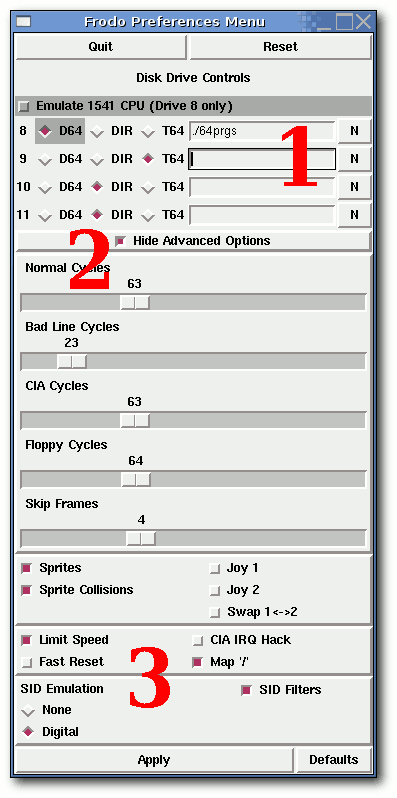 Frodo Preferences Menu
Quit Reset
Disk Drive Controls
Emulate 1541 CPU (Drive 8 only)
8 D64 DIR T64 ./64prgs N
9 D64 DIR T64 N
10 D64 DIR T64 N
11 D64 DIR T64 N
1
Hide Advanced Options
2
Normal Cycles
63
Bad Line Cycles
23
CIA Cycles
63
Floppy Cycles
64
Skip Frames
4
Sprites Joy 1
Sprite Collisions Joy 2
Swap 1<->2
Limit Speed CIA IRQ Hack
Fast Reset Map '/'
3
SID Emulation SID Filters
None
Digital
Apply Defaults